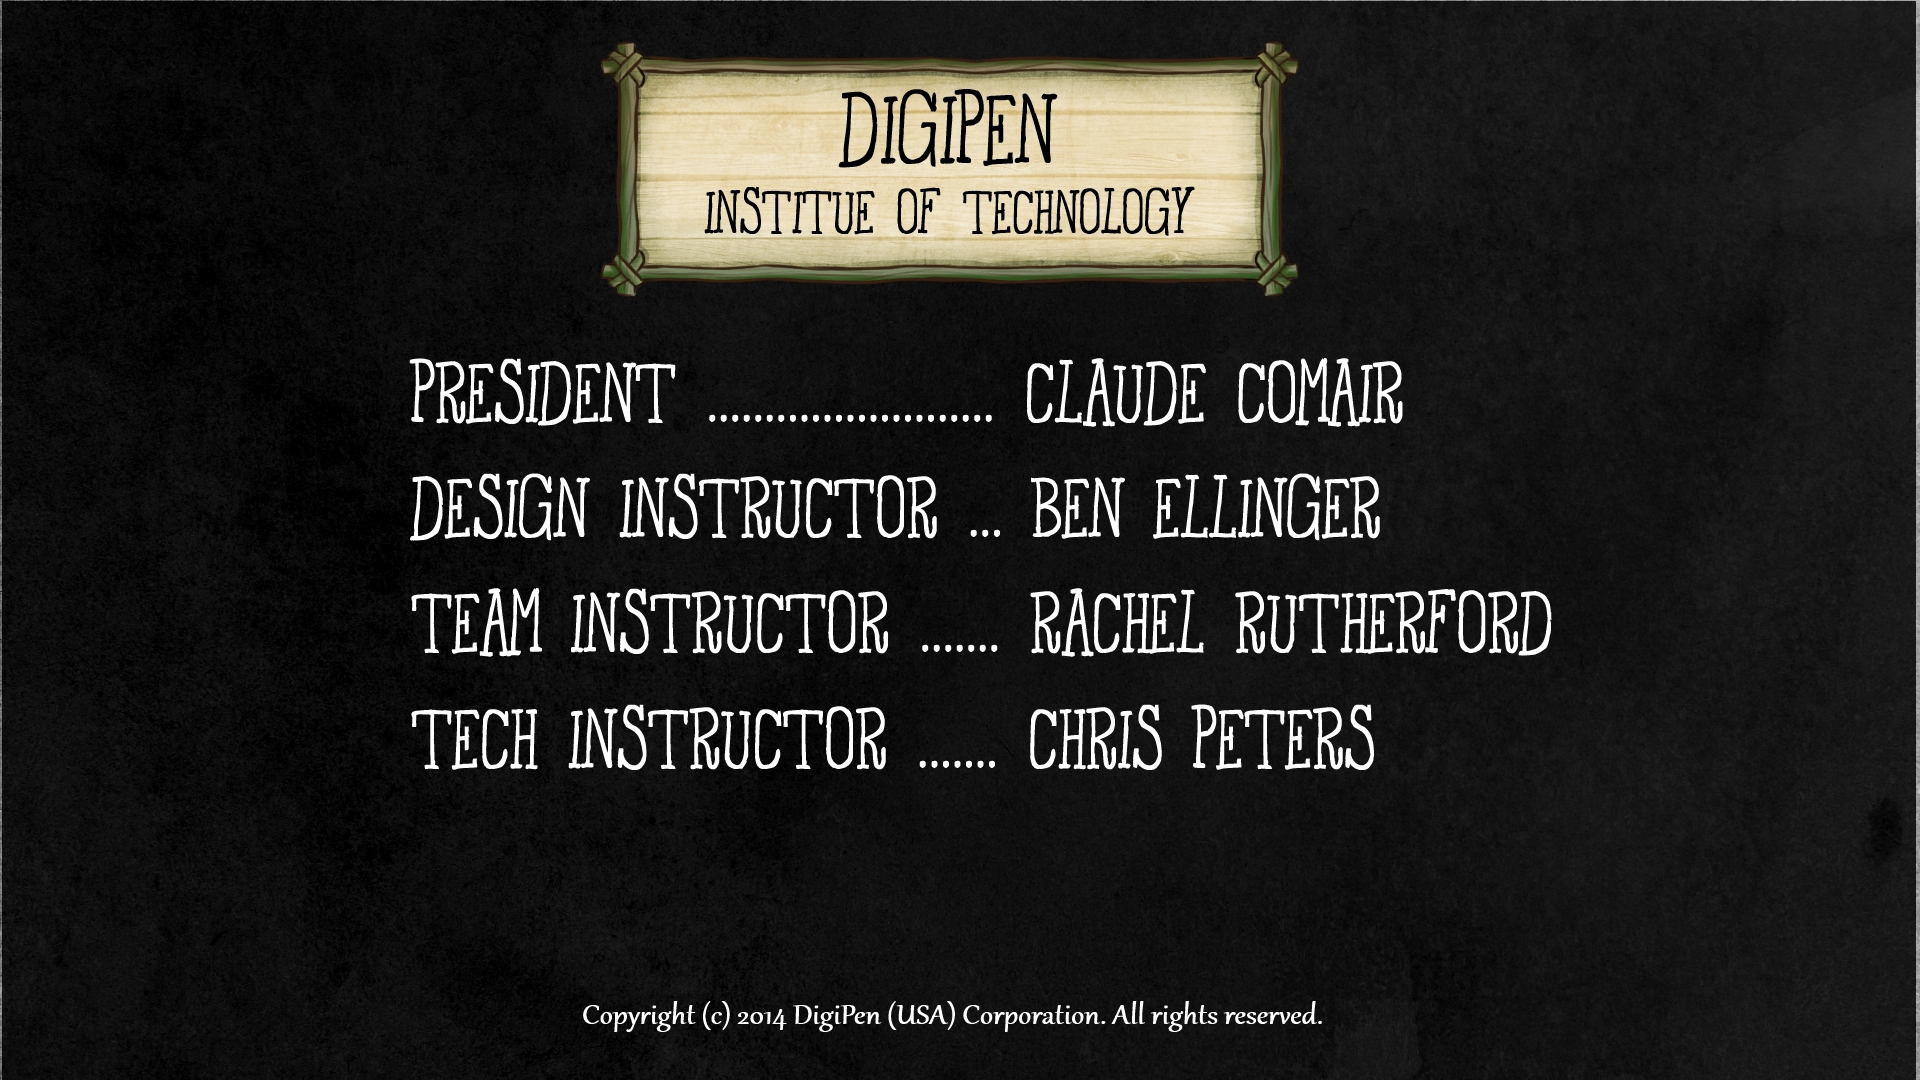 DIGIPEN
INSTITUE OF TECHNOLOGY
PRESIDENT ......................... CLAUDE COMAIR
DESIGN INSTRUCTOR ... BEN ELLINGER
TEAM INSTRUCTOR ....... RACHEL RUTHERFORD
TECH INSTRUCTOR ....... CHRIS PETERS
Copyright (c) 2014 DigiPen (USA) Corporation. All rights reserved.